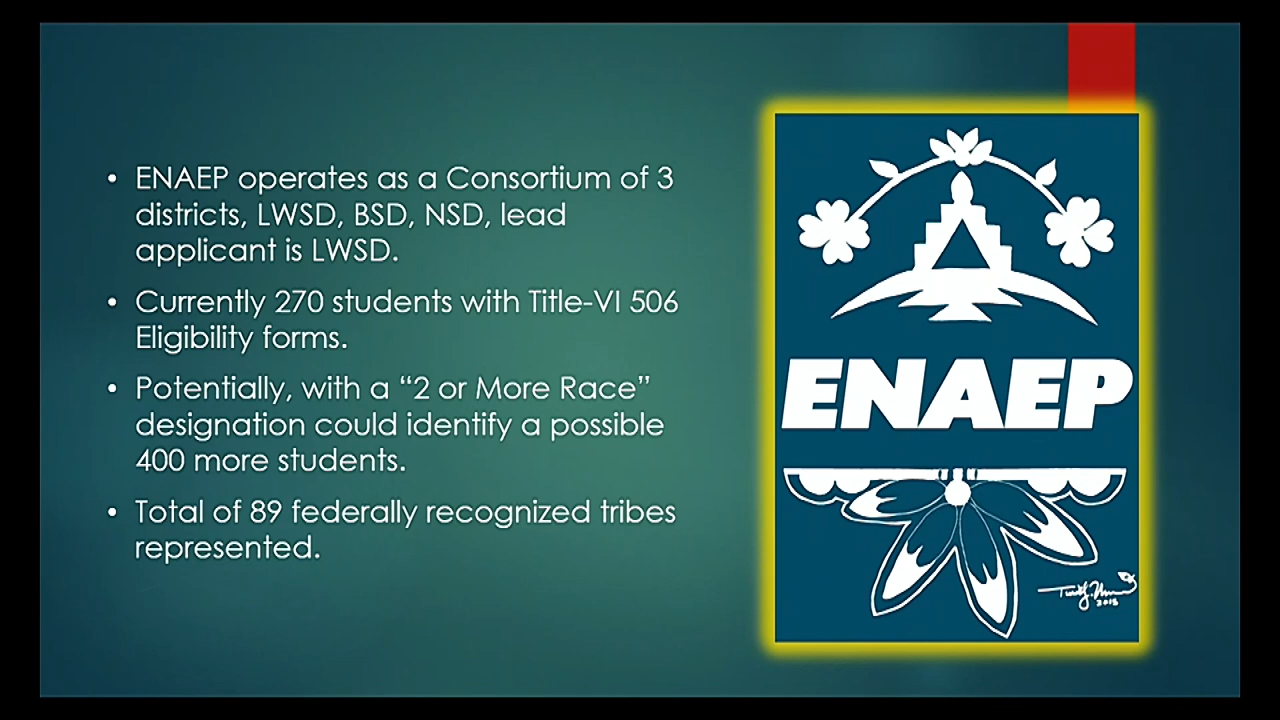 • ENAEP operates as a Consortium of 3
districts, LWSD, BSD, NSD, lead
applicant is LWSD.
• Currently 270 students with Title-VI 506
Eligibility forms.
• Potentially, with a “2 or More Race”
designation could identify a possible
400 more students.
• Total of 89 federally recognized tribes
represented.
ENAEP
2015